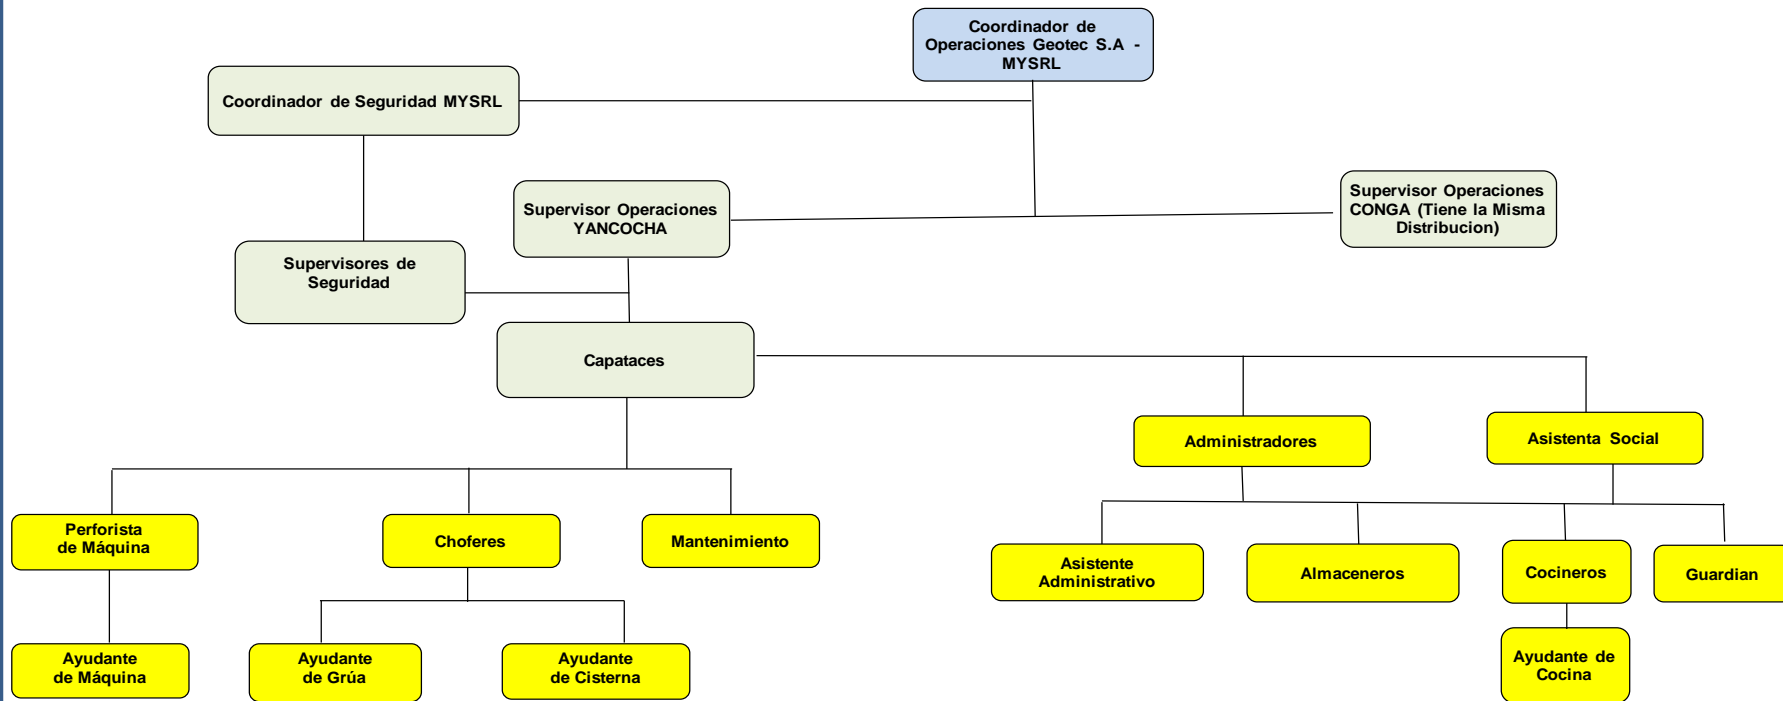 Coordinador de
Operaciones Geotec S.A -
MYSRL
Coordinador de Seguridad MYSRL
Supervisor Operaciones
YANCOCHA
Supervisor Operaciones
CONGA (Tiene la Misma
Distribucion)
Supervisores de
Seguridad
Capataces
Administradores
Asistenta Social
Perforista
de Máquina
Choferes
Mantenimiento
Asistente
Administrativo
Almaceneros
Cocineros
Guardian
Ayudante
de Máquina
Ayudante
de Grúa
Ayudante
de Cisterna
Ayudante de
Cocina